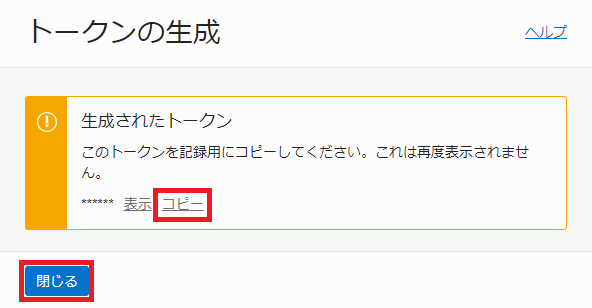 トークンの生成
ヘルプ
生成されたトークン
このトークンを記録用にコピーしてください。これは再度表示されませ
ん。
****** 表示 コピー
閉じる